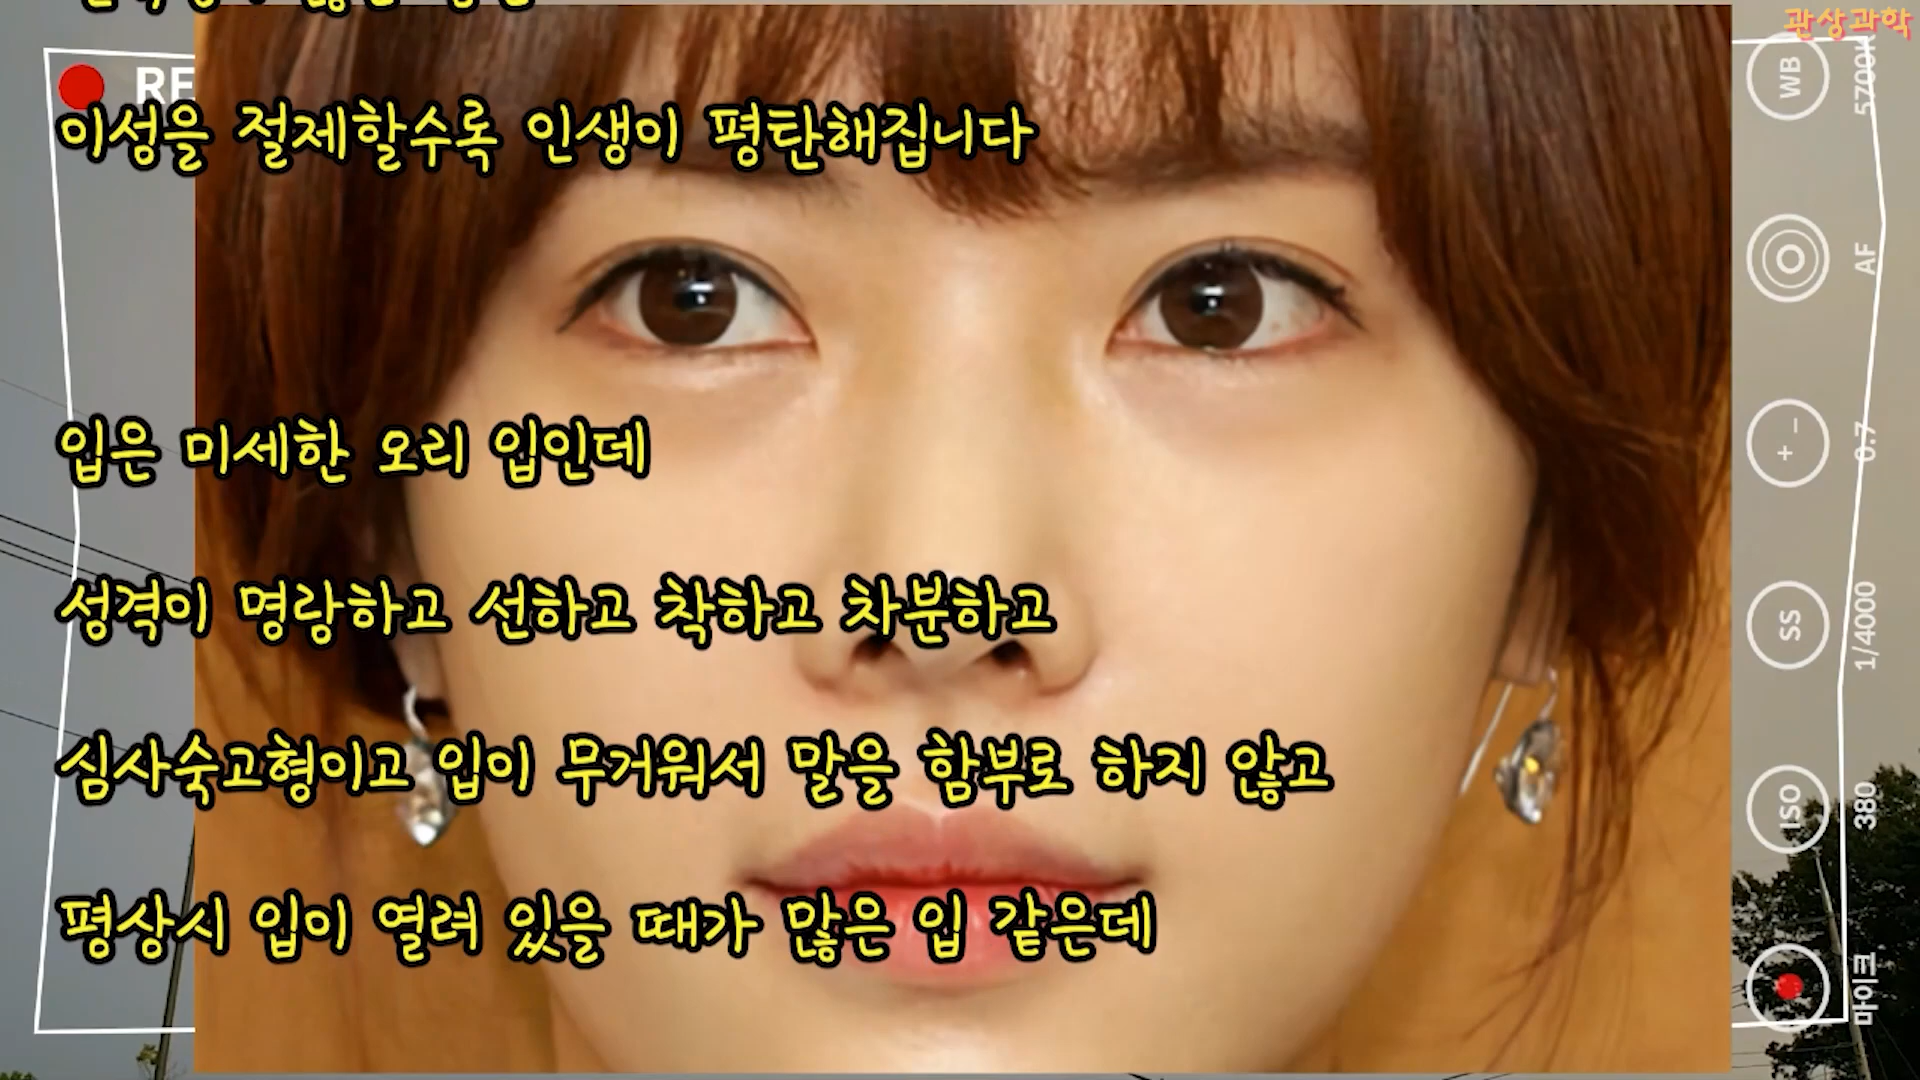 관상과학
REC
이성을 절제할수록 인생이 평탄해집니다
입은 미세한 오리 입인데
성격이 명랑하고 선하고 착하고 차분하고
심사숙고형이고 입이 무거워서 말을 함부로 하지 않고
평상시 입이 열려 있을 때가 많은 입 같은데
WB 5700K
AF
+ − 0.7
SS 1/4000
ISO 380
마이크